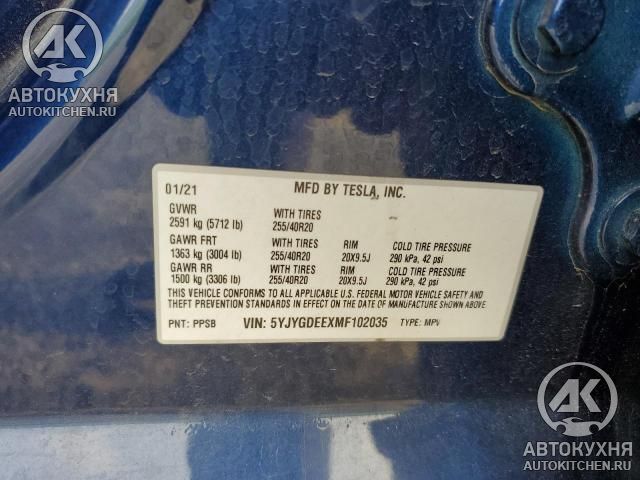 АК
АВТОКУХНЯ
AUTOKITCHEN.RU
01/21 MFD BY TESLA, INC.
GVWR WITH TIRES
2591 kg (5712 lb) 255/40R20
GAWR FRT WITH TIRES RIM COLD TIRE PRESSURE
1363 kg (3004 lb) 255/40R20 20X9.5J 290 kPa, 42 psi
GAWR RR WITH TIRES RIM COLD TIRE PRESSURE
1500 kg (3306 lb) 255/40R20 20X9.5J 290 kPa, 42 psi
THIS VEHICLE CONFORMS TO ALL APPLICABLE U.S. FEDERAL MOTOR VEHICLE SAFETY,
BUMPER, AND THEFT PREVENTION STANDARDS IN EFFECT ON THE DATE OF MANUFACTURE SHOWN ABOVE.
PNT: PPSB VIN: 5YJYGDEEXMF102035 TYPE: MPV
АК
АВТОКУХНЯ
AUTOKITCHEN.RU